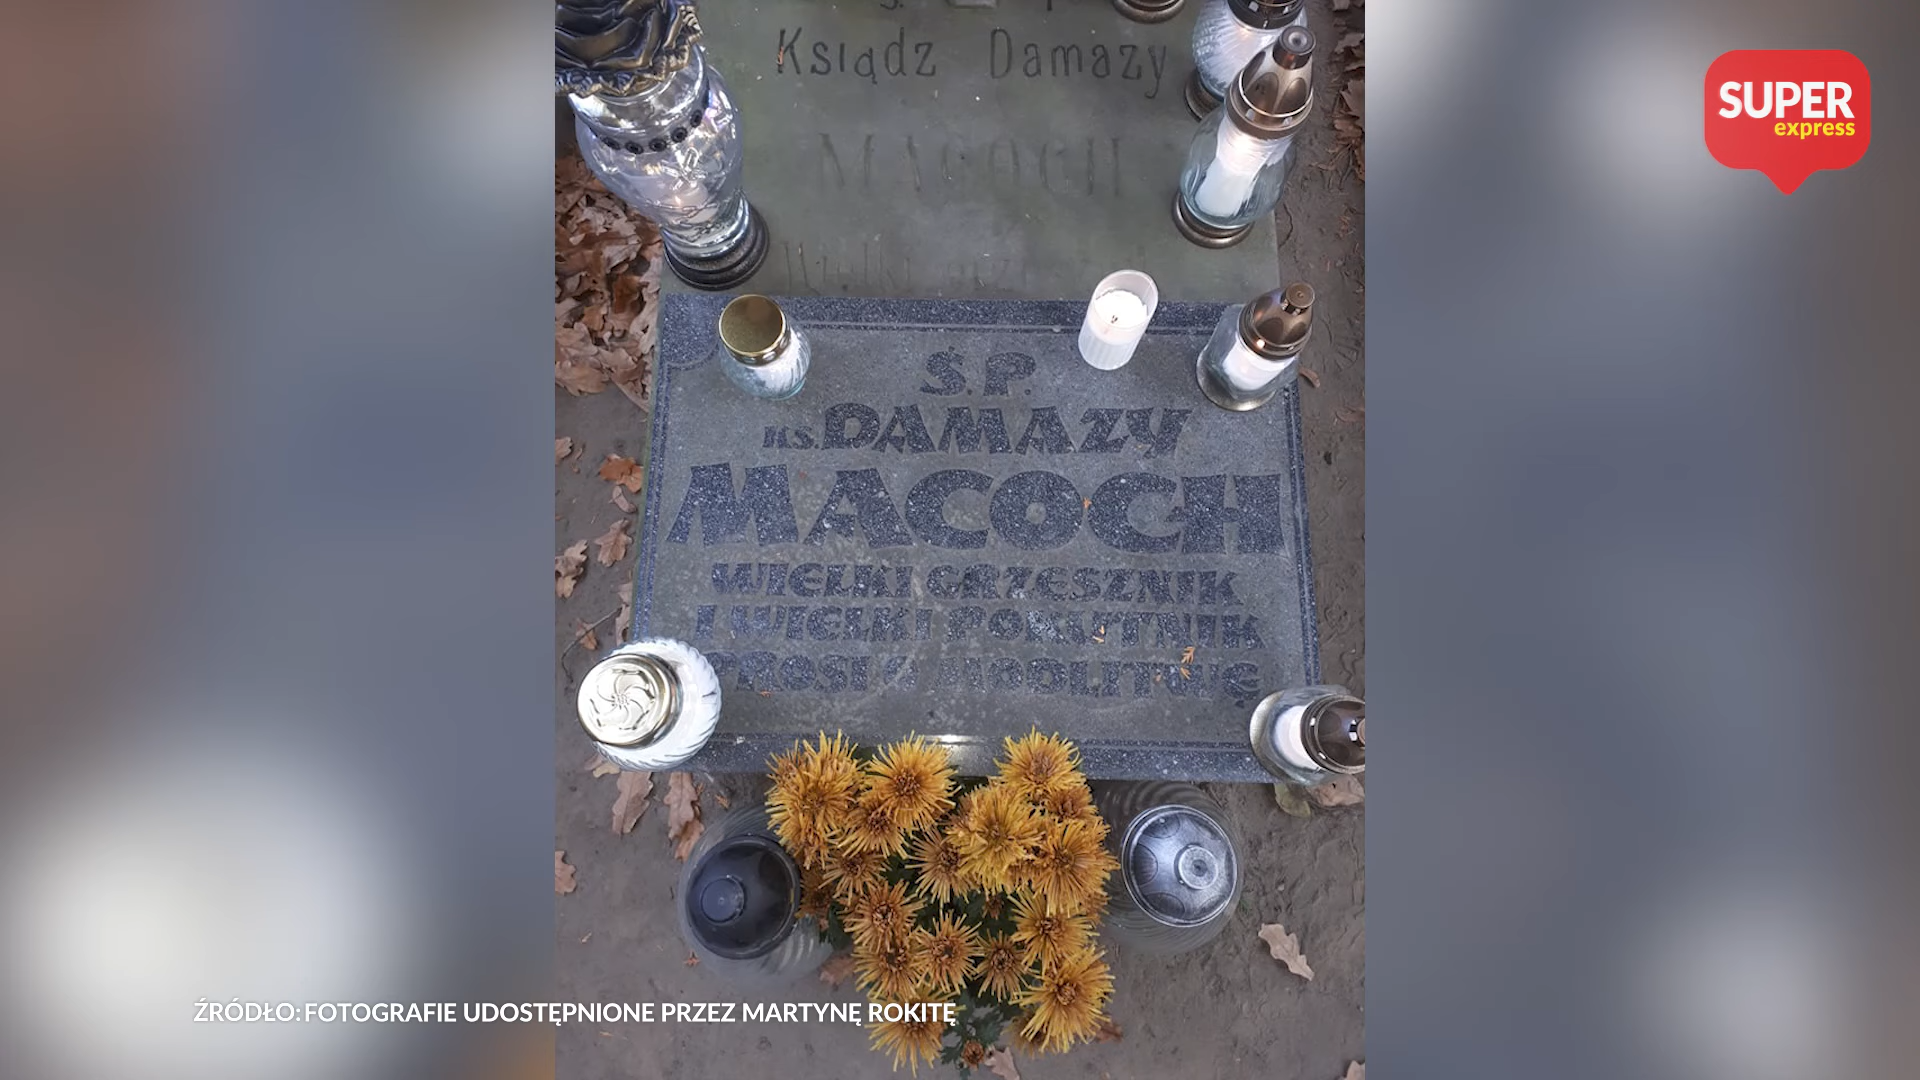 Ksiądz Damazy
MACOCH
SUPER
express
Ś.P.
KS. DAMAZY
MACOCH
WIELKI GRZESZNIK
I WIELKI POKUTNIK
PROSI O MODLITWĘ
ŹRÓDŁO: FOTOGRAFIE UDOSTĘPNIONE PRZEZ MARTYNĘ ROKITĘ